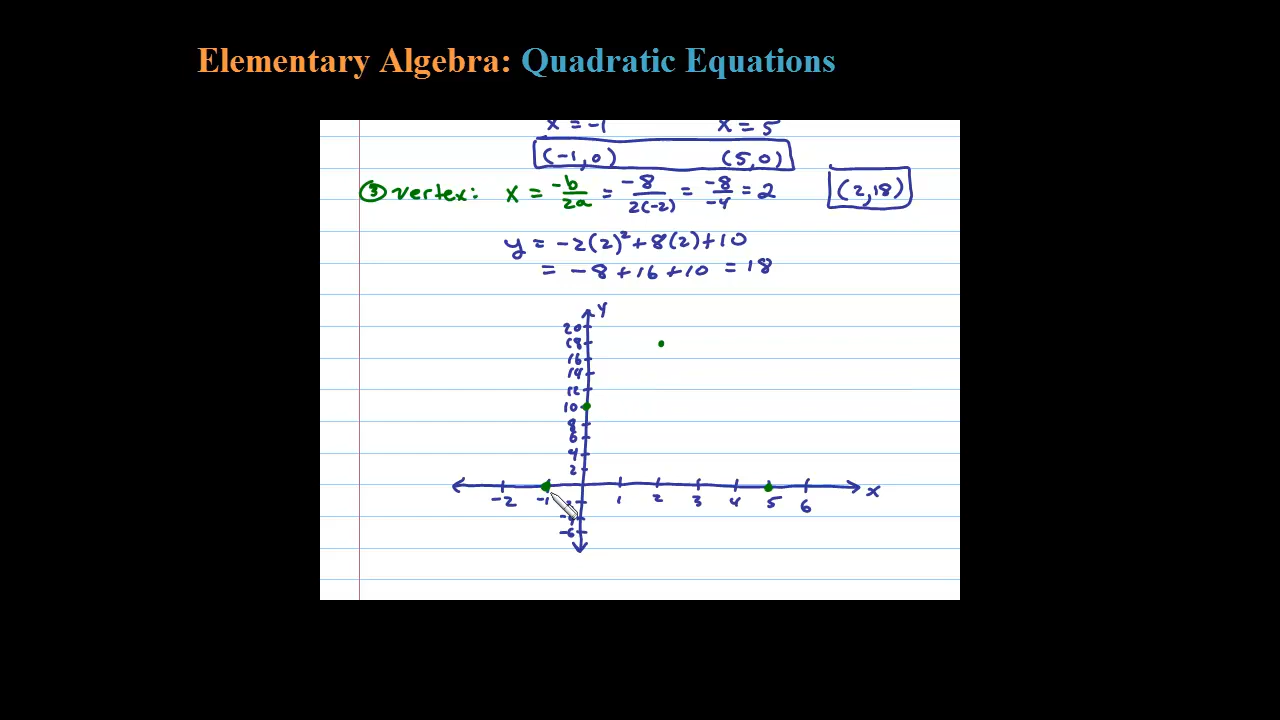 Elementary Algebra: Quadratic Equations
x = -1 x = 5
(-1,0) (5,0)
③ vertex: x = -b/2a = -8/2(-2) = -8/-4 = 2 (2,18)
y = -2(2)² + 8(2) + 10
= -8 + 16 + 10 = 18
y
20
18
16
14
12
10
8
6
4
2
-2 -1 1 2 3 4 5 6 x
-4
-6